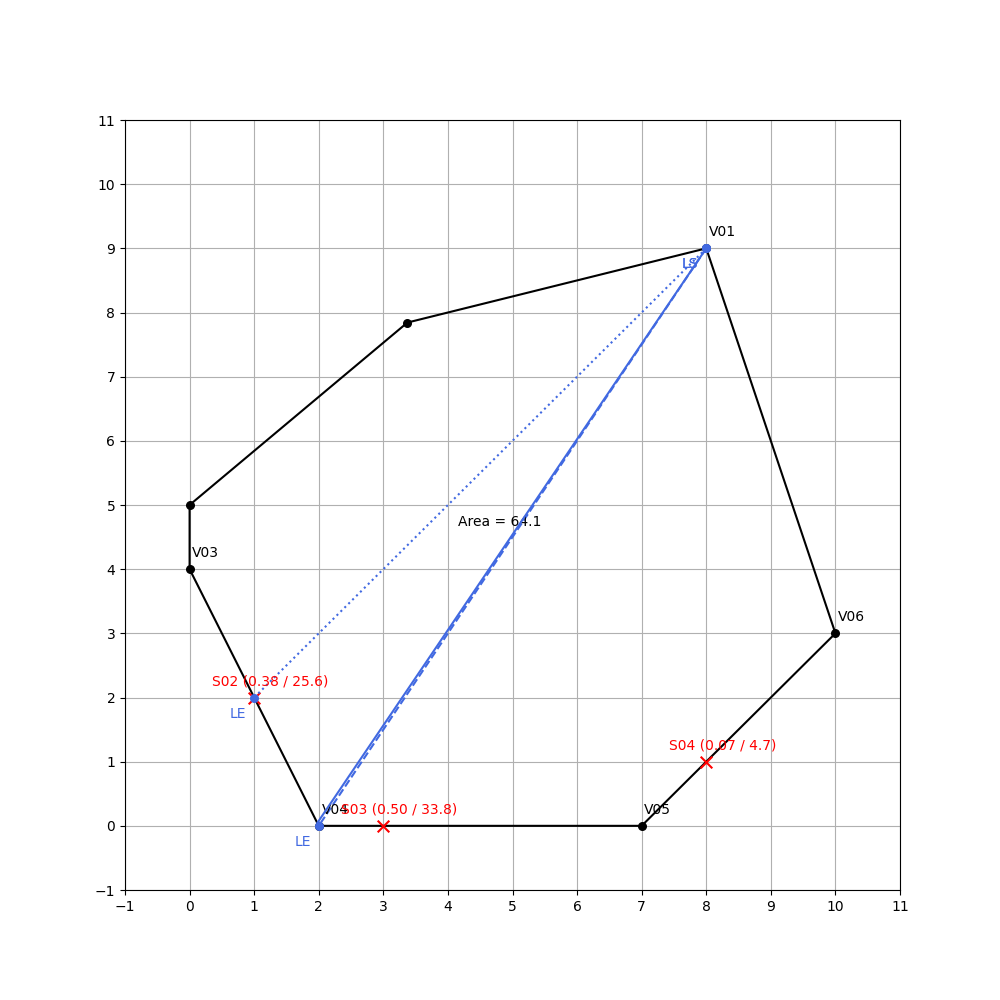 11
10
9
8
7
6
5
4
3
2
1
0
−1
V01
LS
Area = 64.1
V03
V06
S02 (0.38 / 25.6)
LE
S04 (0.07 / 4.7)
V04
S03 (0.50 / 33.8)
V05
LE
−1 0 1 2 3 4 5 6 7 8 9 10 11